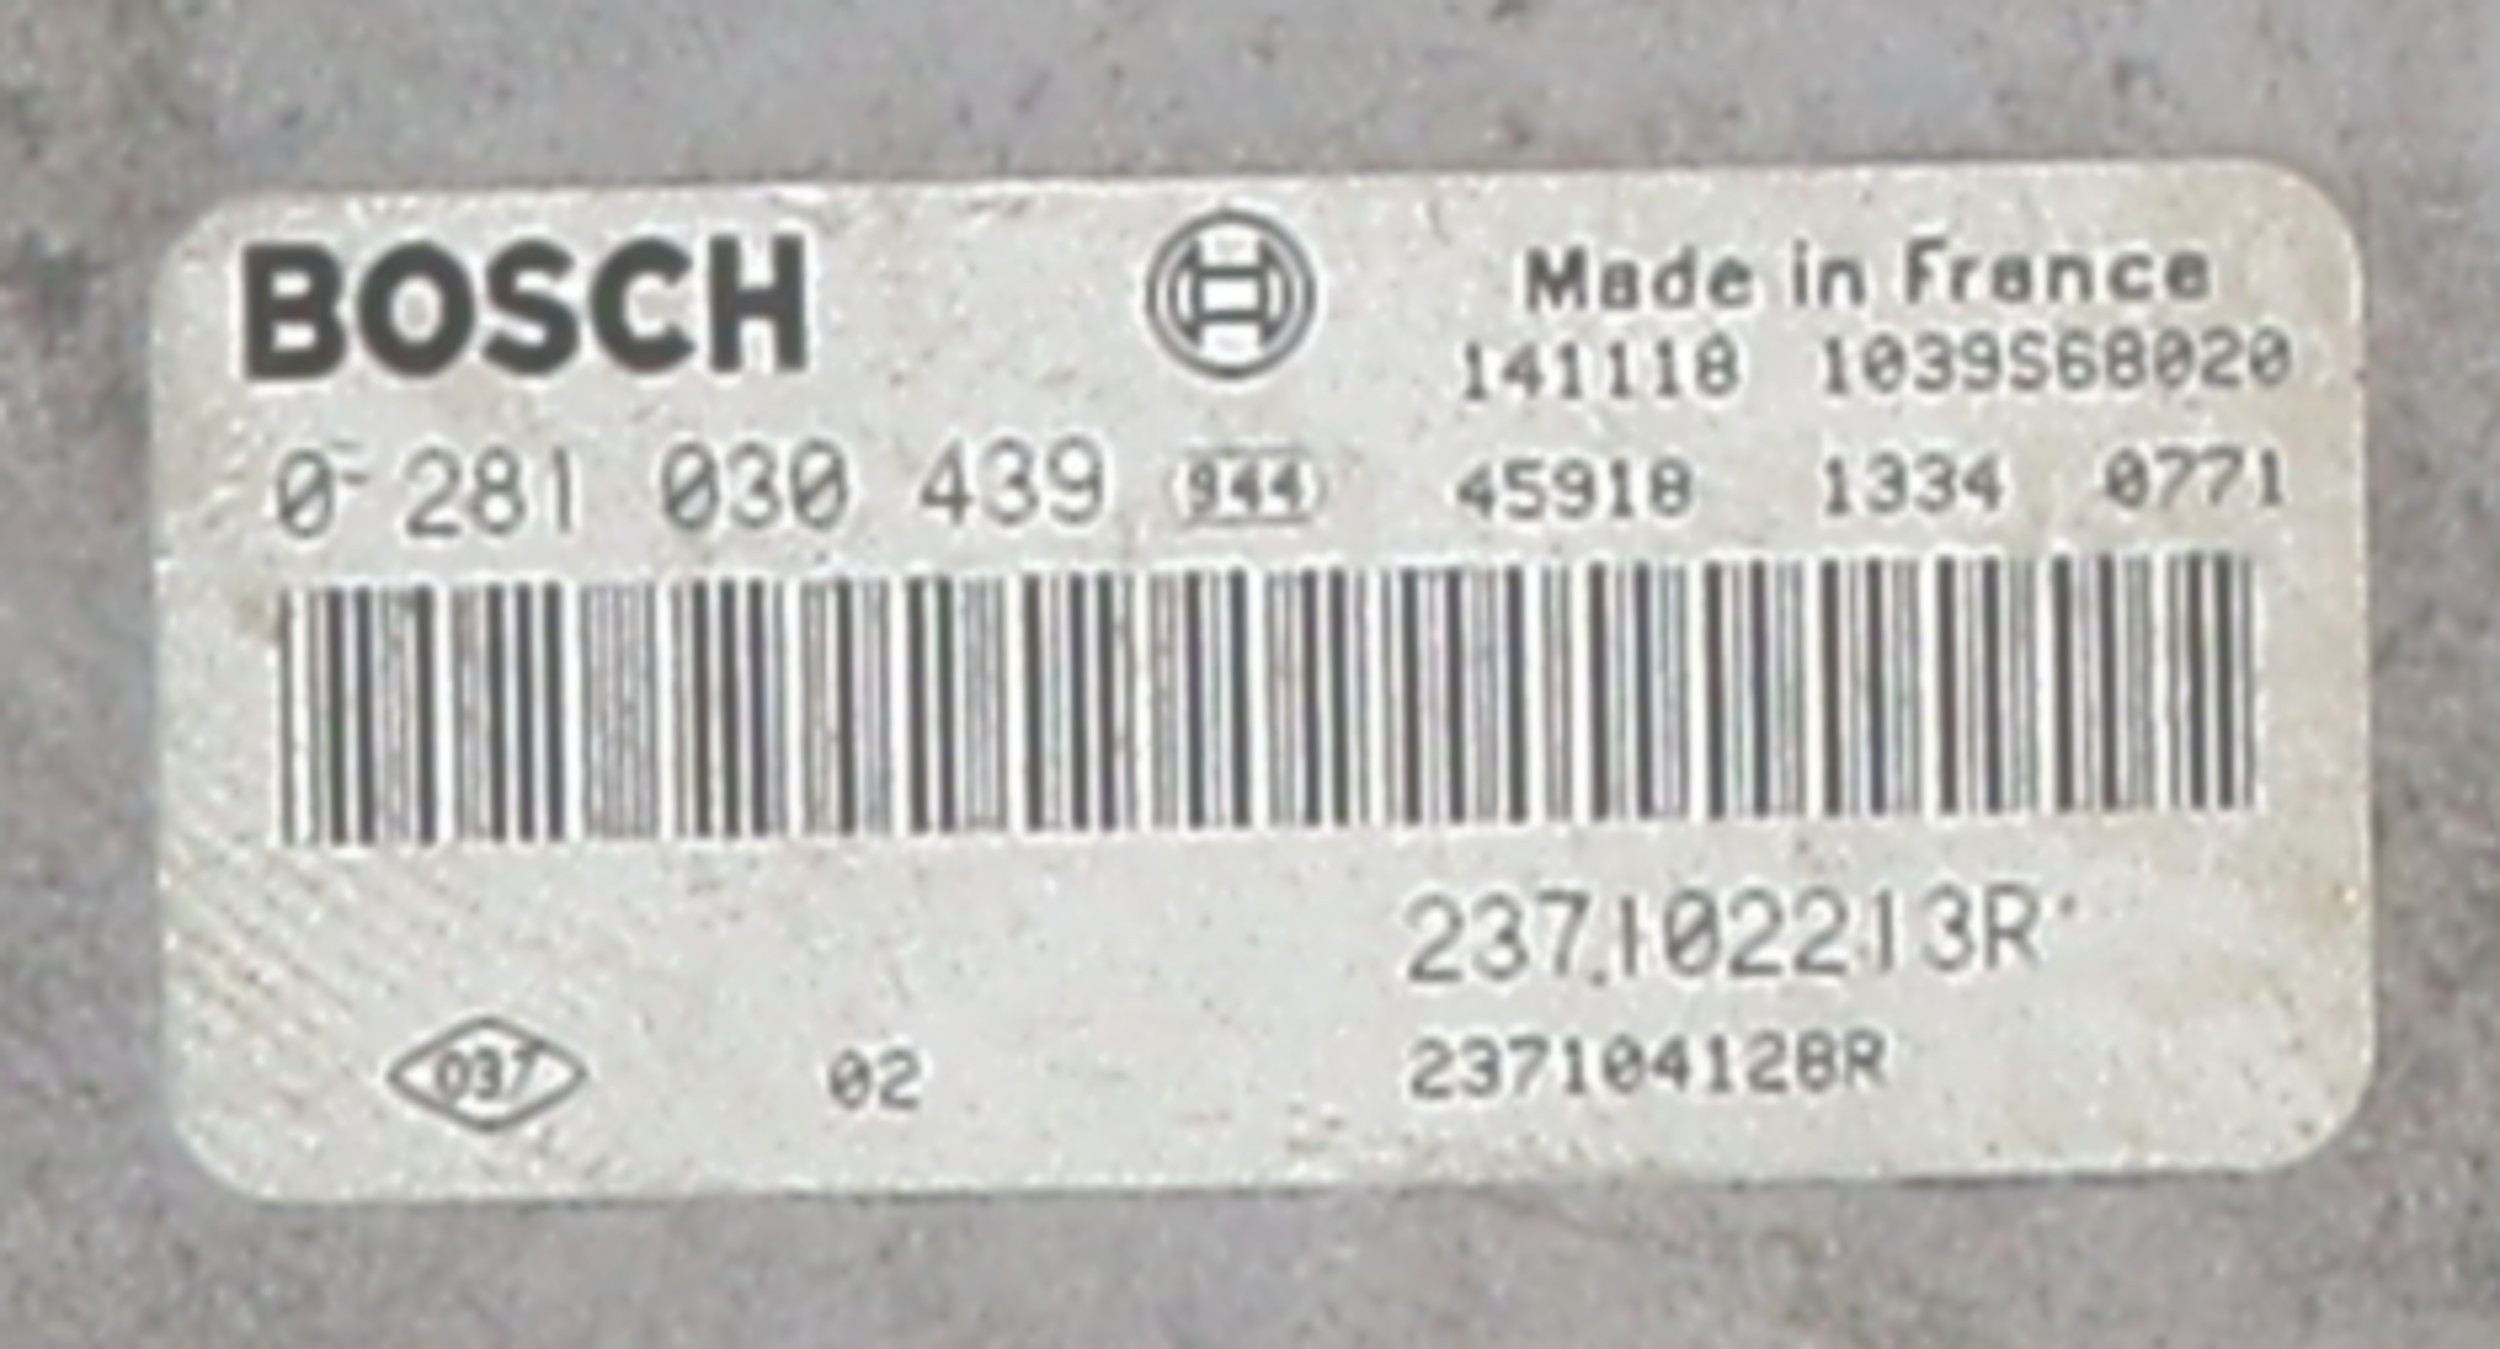 BOSCH
Made in France
141118 1039S68020
0 281 030 439 944 45918 1334 0771
237102213R
237104128R
037 02